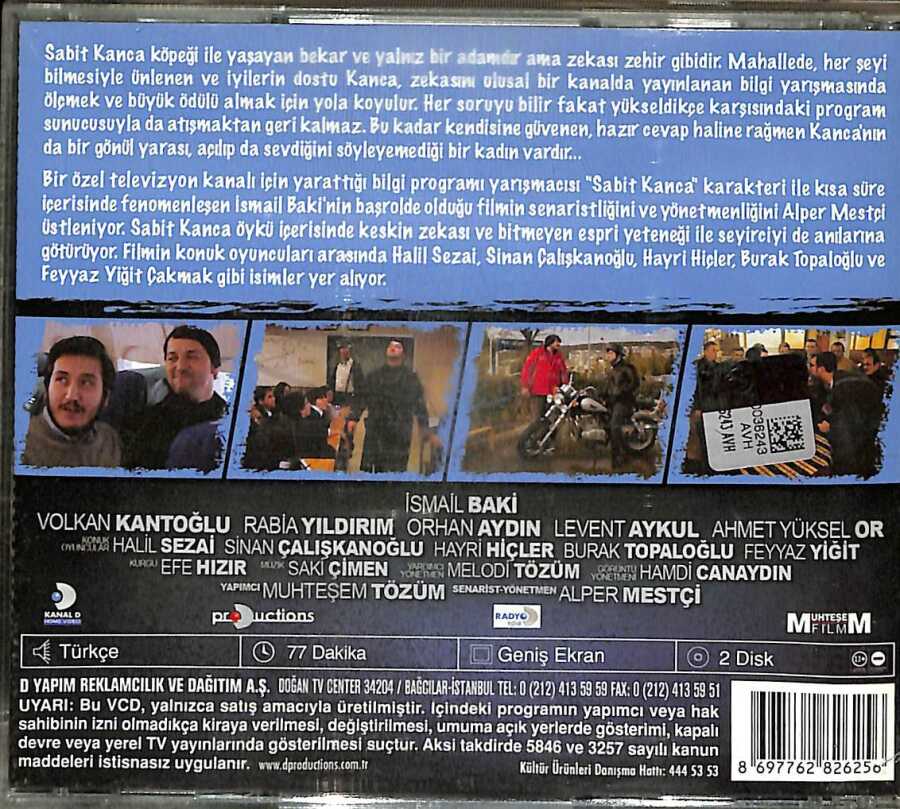 Sabit Kanca köpeği ile yaşayan bekar ve yalnız bir adamdır ama zekası zehir gibidir. Mahallede, her şeyi
bilmesiyle ünlenen ve iyilerin dostu Kanca, zekasını ulusal bir kanalda yayınlanan bilgi yarışmasında
ölçmek ve büyük ödülü almak için yola koyulur. Her soruyu bilir fakat yükseldikçe karşısındaki program
sunucusuyla da atışmaktan geri kalmaz. Bu kadar kendisine güvenen, hazır cevap haline rağmen Kanca'nın
da bir gönül yarası, açılıp da sevdiğini söyleyemediği bir kadın vardır...
Bir özel televizyon kanalı için yarattığı bilgi programı yarışmacısı "Sabit Kanca" karakteri ile kısa süre
içerisinde fenomenleşen İsmail Baki'nin başrolde olduğu filmin senaristliğini ve yönetmenliğini Alper Mestçi
üstleniyor. Sabit Kanca öykü içerisinde keskin zekası ve bitmeyen espri yeteneği ile seyirciyi de anılarına
götürüyor. Filmin konuk oyuncuları arasında Halil Sezai, Sinan Çalışkanoğlu, Hayri Hiçler, Burak Topaloğlu ve
Feyyaz Yiğit Çakmak gibi isimler yer alıyor.
0036243
AVH
6243 AVH
İSMAİL BAKİ
VOLKAN KANTOĞLU RABİA YILDIRIM ORHAN AYDIN LEVENT AYKUL AHMET YÜKSEL OR
KONUK OYUNCULAR HALİL SEZAİ SİNAN ÇALIŞKANOĞLU HAYRİ HİÇLER BURAK TOPALOĞLU FEYYAZ YİĞİT
KURGU EFE HIZIR MÜZİK SAKİ ÇİMEN YARDIMCI YÖNETMEN MELODİ TÖZÜM GÖRÜNTÜ YÖNETMENİ HAMDİ CANAYDIN
YAPIMCI MUHTEŞEM TÖZÜM SENARİST-YÖNETMEN ALPER MESTÇİ
KANAL D
HOME VIDEO
productions
RADYO
MUHTEŞEM
FİLM
Türkçe
77 Dakika
Geniş Ekran
2 Disk
D YAPIM REKLAMCILIK VE DAĞITIM A.Ş. DOĞAN TV CENTER 34204 / BAĞCILAR-İSTANBUL TEL: 0 (212) 413 59 59 FAX: 0 (212) 413 59 51
UYARI: Bu VCD, yalnızca satış amacıyla üretilmiştir. İçindeki programın yapımcı veya hak
sahibinin izni olmadıkça kiraya verilmesi, değiştirilmesi, umuma açık yerlerde gösterimi, kapalı
devre veya yerel TV yayınlarında gösterilmesi suçtur. Aksi takdirde 5846 ve 3257 sayılı kanun
maddeleri istisnasız uygulanır. www.dproductions.com.tr
Kültür Ürünleri Danışma Hattı: 444 53 53
8 697762 826256